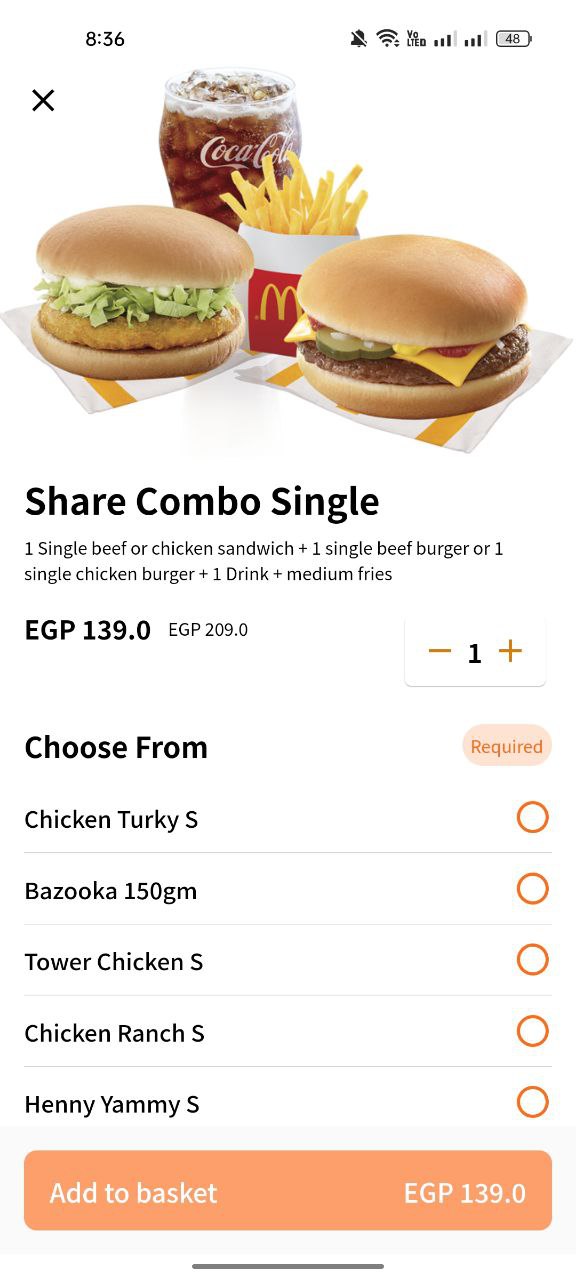 8:36
Vo
LTED
48
Coca-Cola
Share Combo Single
1 Single beef or chicken sandwich + 1 single beef burger or 1
single chicken burger + 1 Drink + medium fries
EGP 139.0 EGP 209.0
1
Choose From
Required
Chicken Turky S
Bazooka 150gm
Tower Chicken S
Chicken Ranch S
Henny Yammy S
Add to basket EGP 139.0